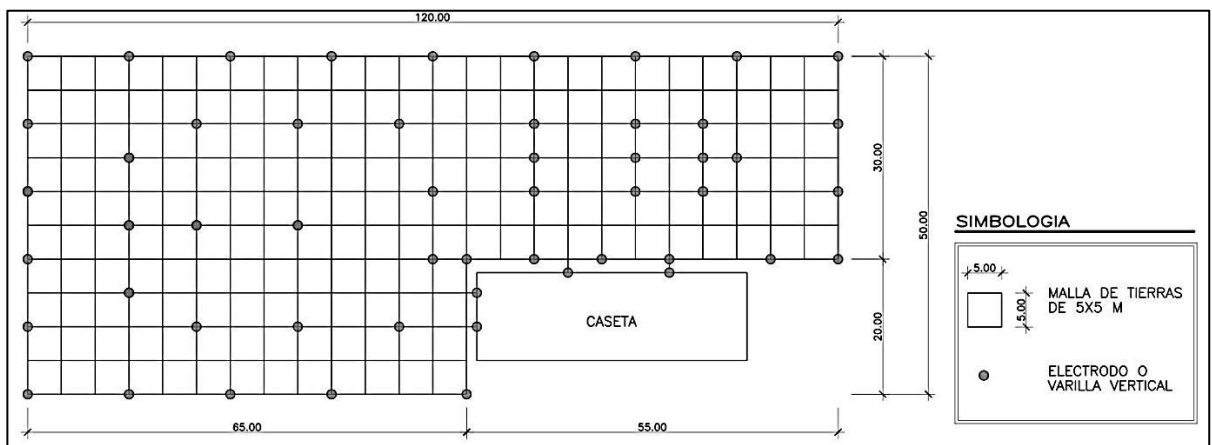 120.00
30.00
50.00
20.00
CASETA
65.00
55.00
SIMBOLOGIA
5.00
5.00
MALLA DE TIERRAS
DE 5X5 M
ELECTRODO O
VARILLA VERTICAL